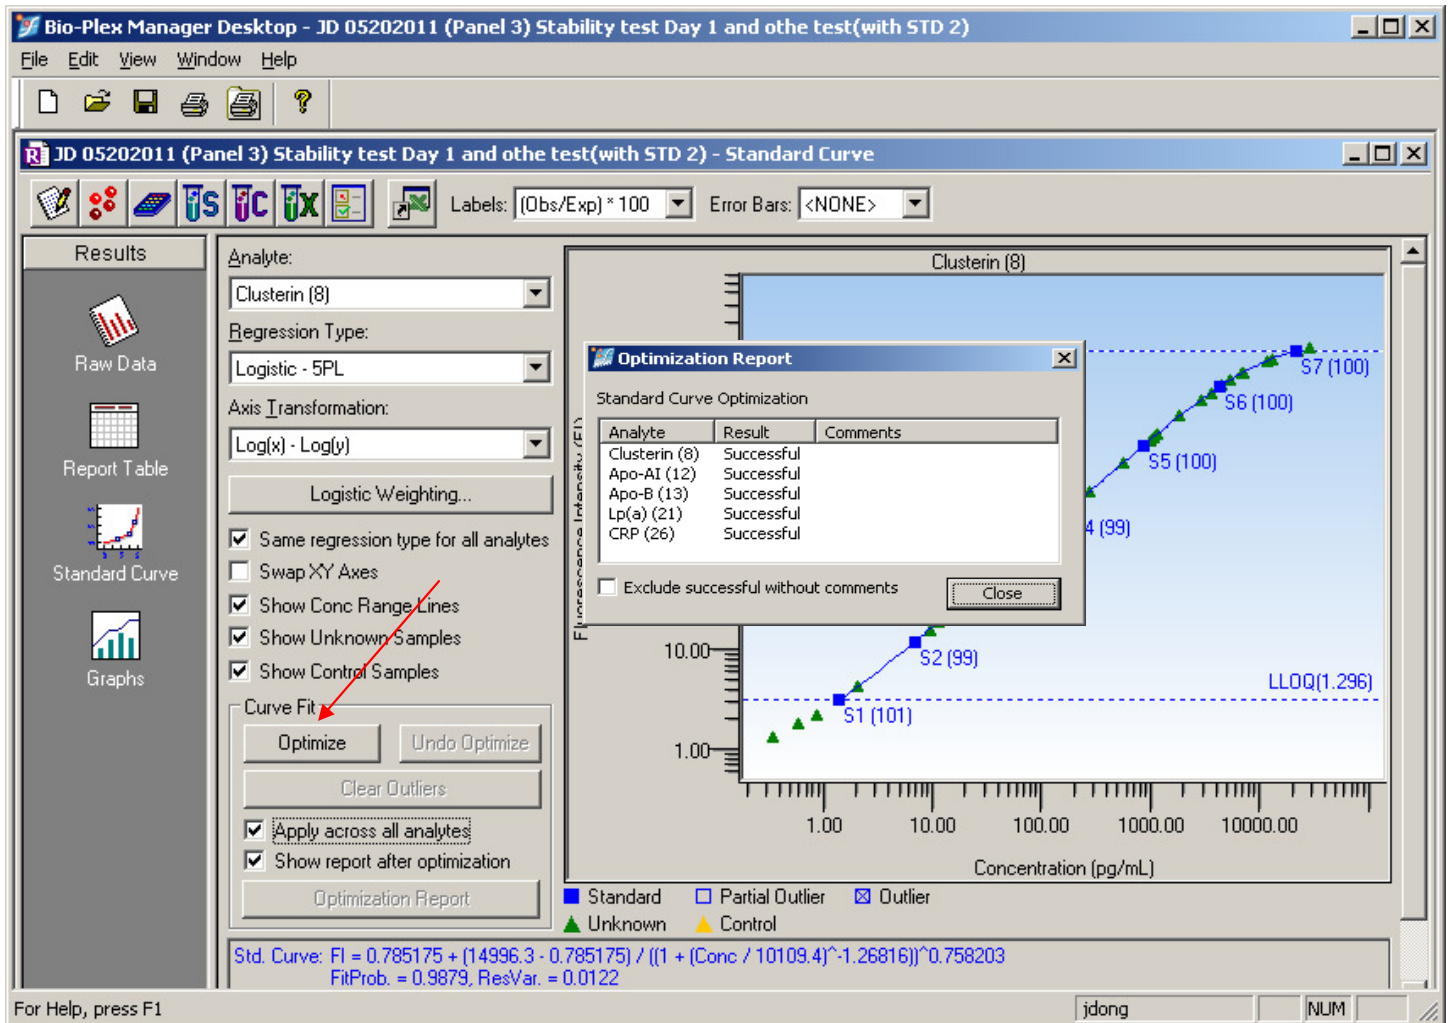 Bio-Plex Manager Desktop - JD 05202011 (Panel 3) Stability test Day 1 and othe test(with STD 2)
File Edit View Window Help
JD 05202011 (Panel 3) Stability test Day 1 and othe test(with STD 2) - Standard Curve
S C X Labels: (Obs/Exp) * 100 Error Bars: <NONE>
Results
Raw Data
Report Table
Standard Curve
Graphs
Analyte:
Clusterin (8)
Regression Type:
Logistic - 5PL
Axis Transformation:
Log(x) - Log(y)
Logistic Weighting...
Same regression type for all analytes
Swap XY Axes
Show Conc Range Lines
Show Unknown Samples
Show Control Samples
Curve Fit
Optimize Undo Optimize
Clear Outliers
Apply across all analytes
Show report after optimization
Optimization Report
Clusterin (8)
Optimization Report
Standard Curve Optimization
Analyte Result Comments
Clusterin (8) Successful
Apo-AI (12) Successful
Apo-B (13) Successful
Lp(a) (21) Successful
CRP (26) Successful
Exclude successful without comments Close
S7 (100)
S6 (100)
S5 (100)
4 (99)
S2 (99)
S1 (101)
LLOQ(1.296)
Fluorescence Intensity (FI)
10.00
1.00
1.00 10.00 100.00 1000.00 10000.00
Concentration (pg/mL)
Standard Partial Outlier Outlier
Unknown Control
Std. Curve: FI = 0.785175 + (14996.3 - 0.785175) / ((1 + (Conc / 10109.4)^-1.26816))^0.758203
FitProb. = 0.9879, ResVar. = 0.0122
For Help, press F1 jdong NUM